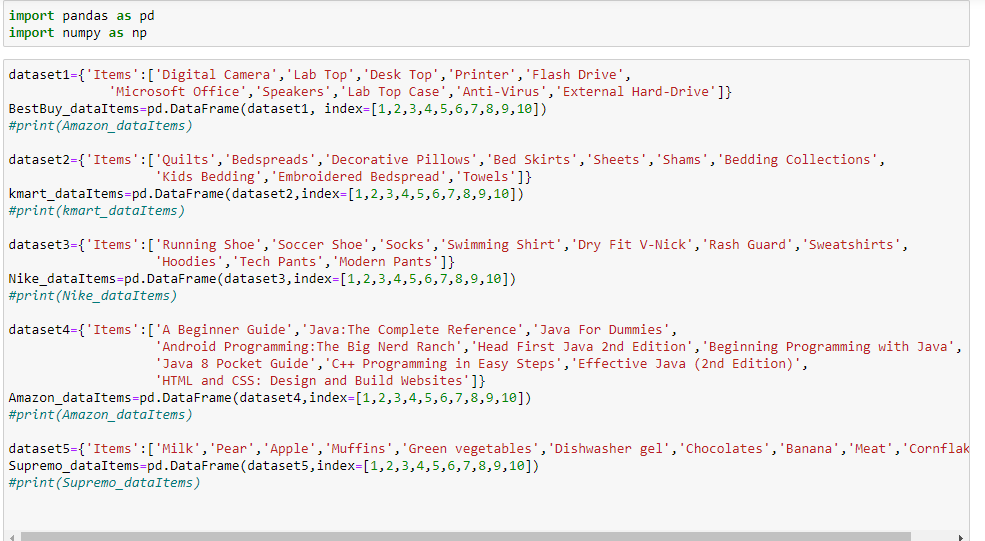 import pandas as pd
import numpy as np
dataset1={'Items':['Digital Camera','Lab Top','Desk Top','Printer','Flash Drive',
'Microsoft Office','Speakers','Lab Top Case','Anti-Virus','External Hard-Drive']}
BestBuy_dataItems=pd.DataFrame(dataset1, index=[1,2,3,4,5,6,7,8,9,10])
#print(Amazon_dataItems)
dataset2={'Items':['Quilts','Bedspreads','Decorative Pillows','Bed Skirts','Sheets','Shams','Bedding Collections',
'Kids Bedding','Embroidered Bedspread','Towels']}
kmart_dataItems=pd.DataFrame(dataset2,index=[1,2,3,4,5,6,7,8,9,10])
#print(kmart_dataItems)
dataset3={'Items':['Running Shoe','Soccer Shoe','Socks','Swimming Shirt','Dry Fit V-Nick','Rash Guard','Sweatshirts',
'Hoodies','Tech Pants','Modern Pants']}
Nike_dataItems=pd.DataFrame(dataset3,index=[1,2,3,4,5,6,7,8,9,10])
#print(Nike_dataItems)
dataset4={'Items':['A Beginner Guide','Java:The Complete Reference','Java For Dummies',
'Android Programming:The Big Nerd Ranch','Head First Java 2nd Edition','Beginning Programming with Java',
'Java 8 Pocket Guide','C++ Programming in Easy Steps','Effective Java (2nd Edition)',
'HTML and CSS: Design and Build Websites']}
Amazon_dataItems=pd.DataFrame(dataset4,index=[1,2,3,4,5,6,7,8,9,10])
#print(Amazon_dataItems)
dataset5={'Items':['Milk','Pear','Apple','Muffins','Green vegetables','Dishwasher gel','Chocolates','Banana','Meat','Cornflak
Supremo_dataItems=pd.DataFrame(dataset5,index=[1,2,3,4,5,6,7,8,9,10])
#print(Supremo_dataItems)